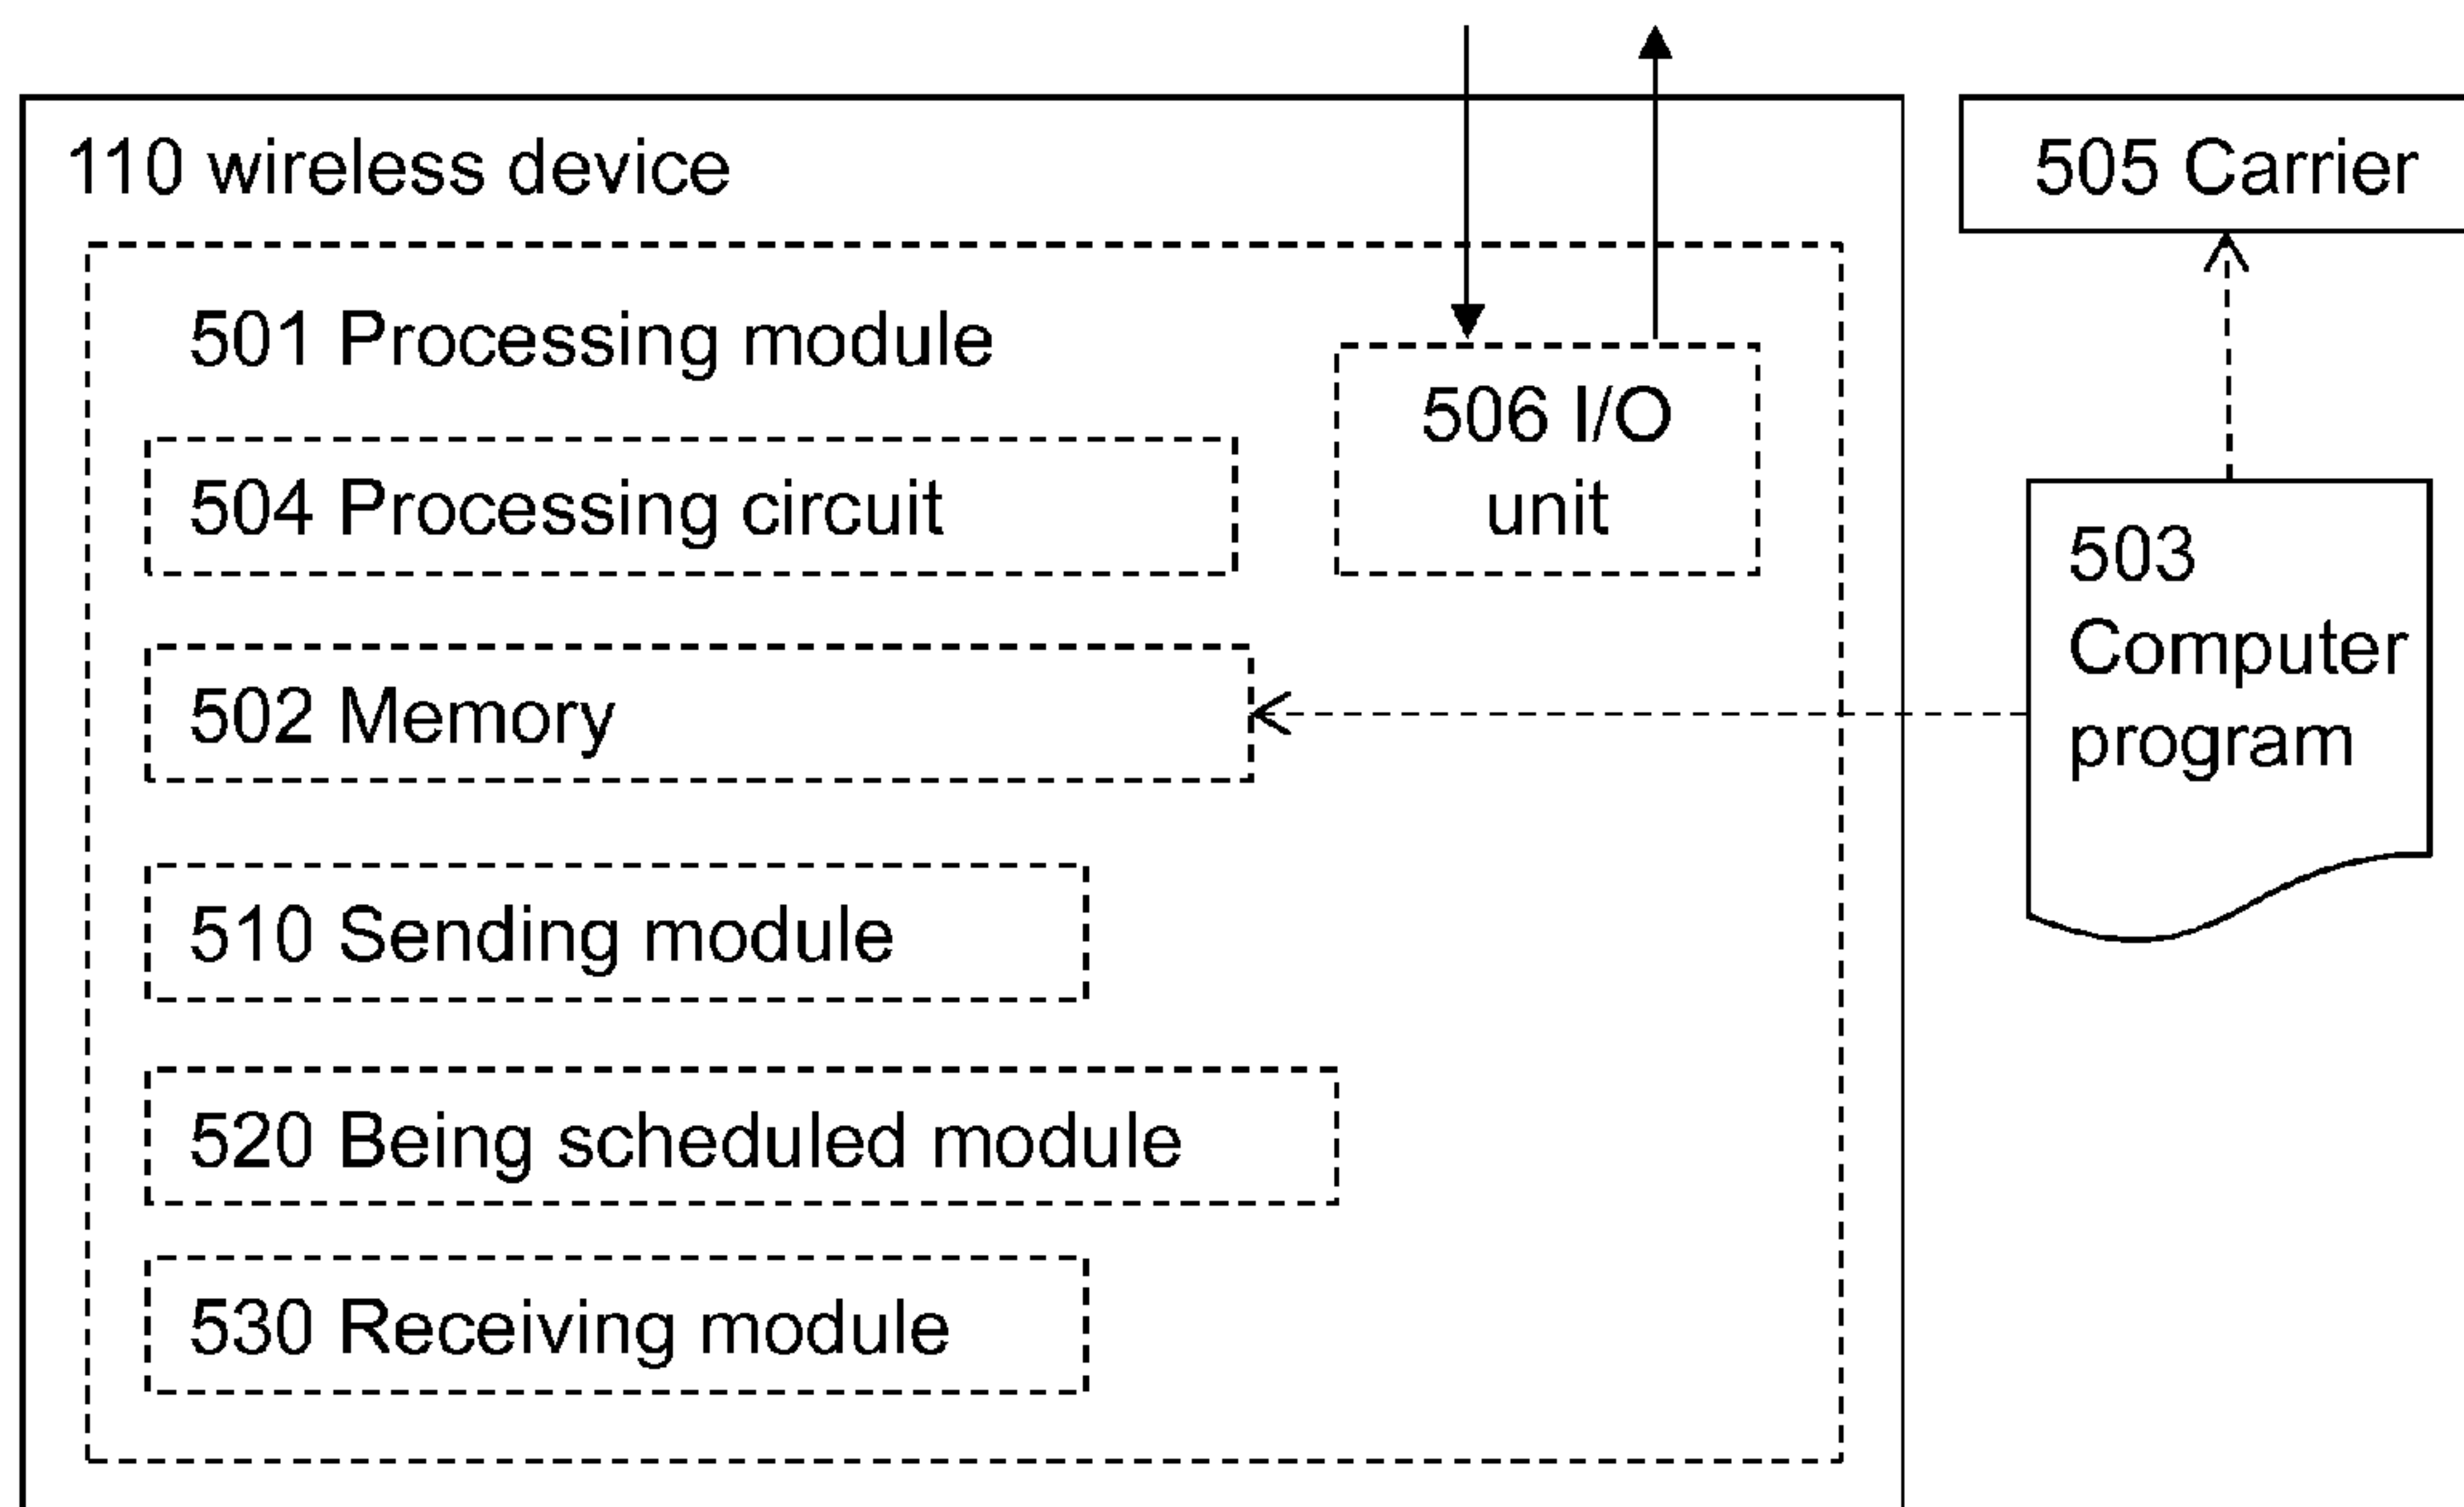 110 wireless device
505 Carrier
501 Processing module
506 I/O
unit
504 Processing circuit
503
Computer
program
502 Memory
510 Sending module
520 Being scheduled module
530 Receiving module